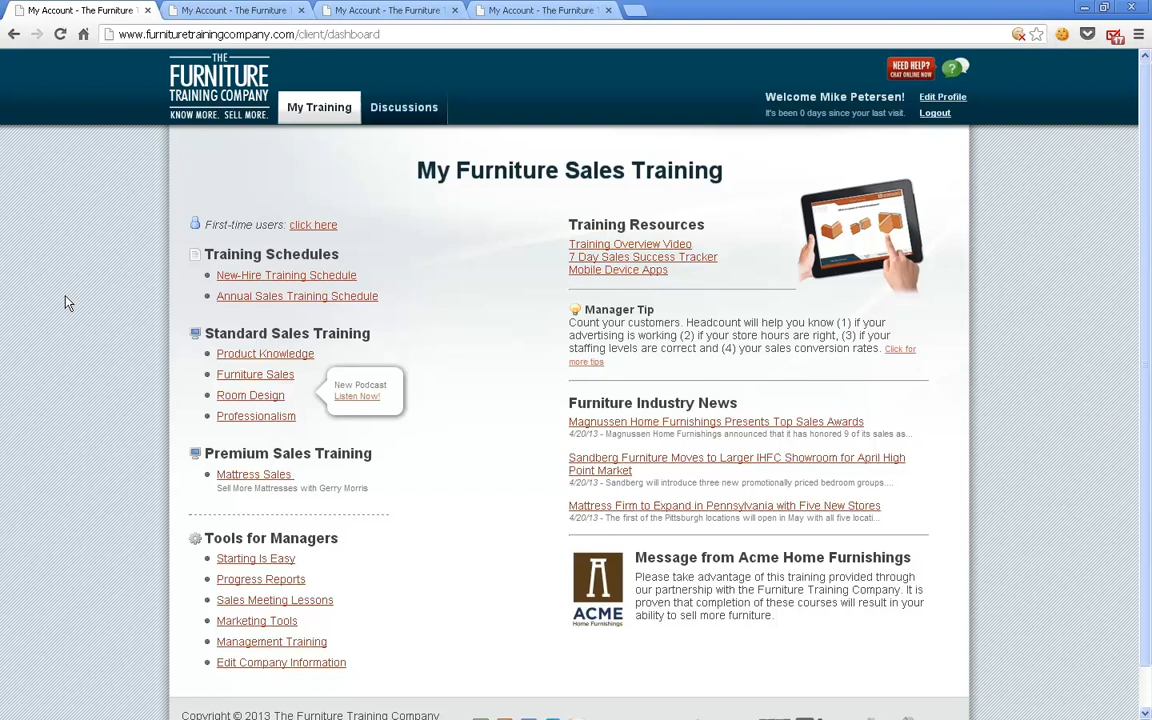 My Account - The Furniture T
My Account - The Furniture T
My Account - The Furniture T
My Account - The Furniture T
www.furnituretrainingcompany.com/client/dashboard
THE
FURNITURE
TRAINING COMPANY
KNOW MORE. SELL MORE.
My Training
Discussions
NEED HELP?
CHAT ONLINE NOW
?
Welcome Mike Petersen!
Edit Profile
It's been 0 days since your last visit.
Logout
My Furniture Sales Training
First-time users: click here
Training Schedules
New-Hire Training Schedule
Annual Sales Training Schedule
Standard Sales Training
Product Knowledge
Furniture Sales
Room Design
Professionalism
New Podcast
Listen Now!
Premium Sales Training
Mattress Sales
Sell More Mattresses with Gerry Morris
Tools for Managers
Starting Is Easy
Progress Reports
Sales Meeting Lessons
Marketing Tools
Management Training
Edit Company Information
Training Resources
Training Overview Video
7 Day Sales Success Tracker
Mobile Device Apps
Manager Tip
Count your customers. Headcount will help you know (1) if your
advertising is working (2) if your store hours are right, (3) if your
staffing levels are correct and (4) your sales conversion rates. Click for
more tips
Furniture Industry News
Magnussen Home Furnishings Presents Top Sales Awards
4/20/13 - Magnussen Home Furnishings announced that it has honored 9 of its sales as...
Sandberg Furniture Moves to Larger IHFC Showroom for April High
Point Market
4/20/13 - Sandberg will introduce three new promotionally priced bedroom groups....
Mattress Firm to Expand in Pennsylvania with Five New Stores
4/20/13 - The first of the Pittsburgh locations will open in May with all five locati...
ACME
Home Furnishings
Message from Acme Home Furnishings
Please take advantage of this training provided through
our partnership with the Furniture Training Company. It is
proven that completion of these courses will result in your
ability to sell more furniture.
Copyright © 2013 The Furniture Training Company